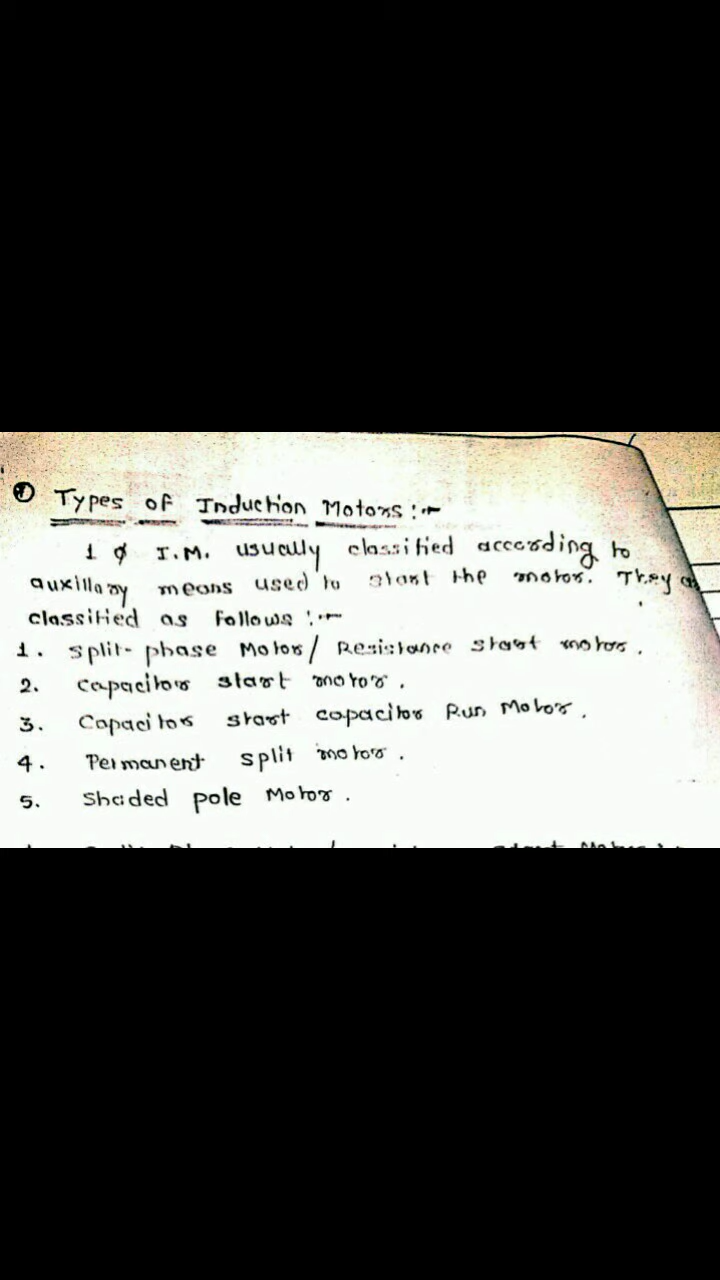 Types of Induction Motors :-
1 φ I.M. usually classified according to
auxillary means used to start the motor. They
classified as follows :-
1. split-phase Motor/ Resistance start motor.
2. Capacitor start motor.
3. Capacitor start capacitor Run Motor.
4. Permanent split motor.
5. Shaded pole Motor.